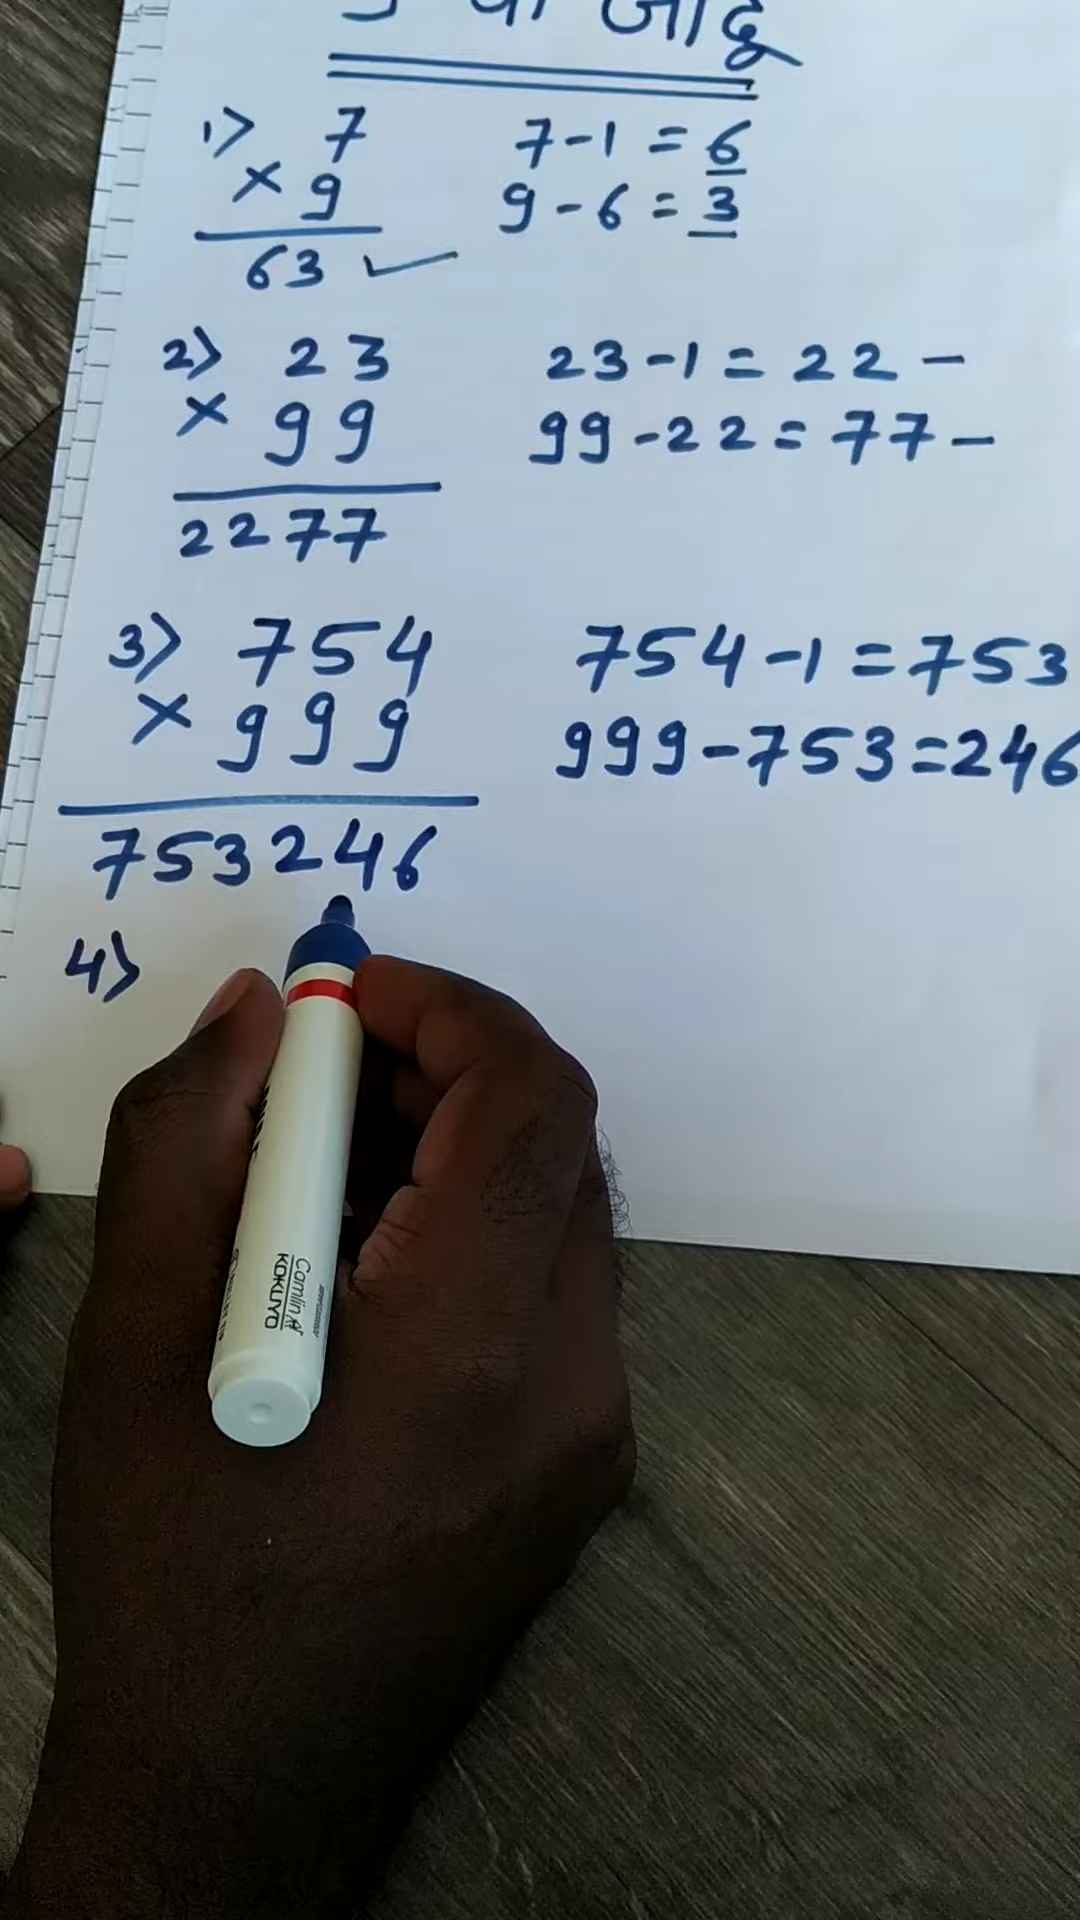 जादू
1> 7 7-1 = 6
× 9 9-6 = 3
63 ✓
2> 23 23-1 = 22 -
× 99 99-22 = 77 -
2277
3> 754 754-1 = 753
× 999 999-753 = 246
753246
4>
Camlin
KOKUYO